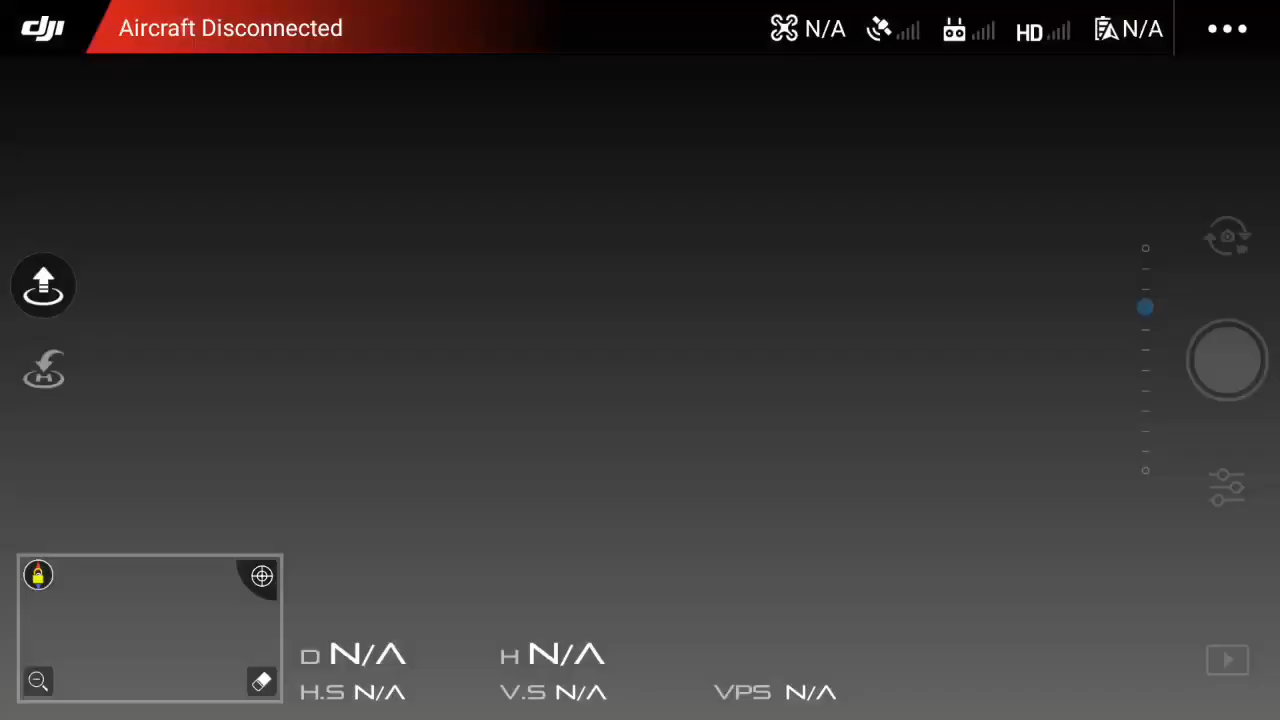 dji Aircraft Disconnected N/A HD N/A
D N/A H N/A
H.S N/A V.S N/A VPS N/A